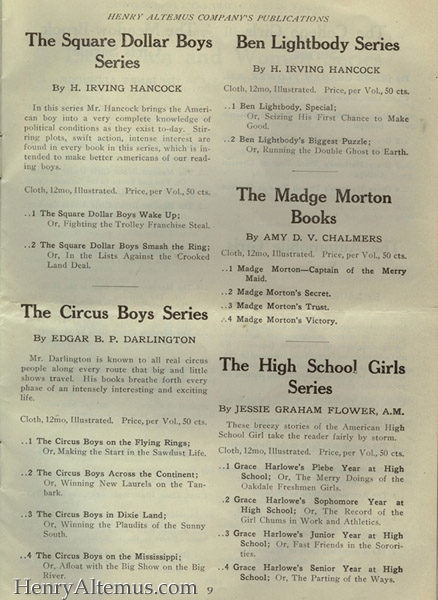 HENRY ALTEMUS COMPANY'S PUBLICATIONS
The Square Dollar Boys
Series
By H. IRVING HANCOCK
In this series Mr. Hancock brings the Ameri-
can boy into a very complete knowledge of
political conditions as they exist to-day. Stir-
ring plots, swift action, intense interest are
found in every book in this series, which is in-
tended to make better Americans of our read-
ing boys.
Cloth, 12mo, Illustrated. Price, per Vol., 50 cts.
..1 The Square Dollar Boys Wake Up;
Or, Fighting the Trolley Franchise Steal.
..2 The Square Dollar Boys Smash the Ring;
Or, In the Lists Against the Crooked
Land Deal.
The Circus Boys Series
By EDGAR B. P. DARLINGTON
Mr. Darlington is known to all real circus
people along every route that big and little
shows travel. His books breathe forth every
phase of an intensely interesting and exciting
life.
Cloth, 12mo, Illustrated. Price, per Vol., 50 cts.
..1 The Circus Boys on the Flying Rings;
Or, Making the Start in the Sawdust Life.
..2 The Circus Boys Across the Continent;
Or, Winning New Laurels on the Tan-
bark.
..3 The Circus Boys in Dixie Land;
Or, Winning the Plaudits of the Sunny
South.
..4 The Circus Boys on the Mississippi;
Or, Afloat with the Big Show on the Big
River.
Ben Lightbody Series
By H. IRVING HANCOCK
Cloth, 12mo, Illustrated. Price, per Vol., 50 cts.
..1 Ben Lightbody, Special;
Or, Seizing His First Chance to Make
Good.
..2 Ben Lightbody's Biggest Puzzle;
Or, Running the Double Ghost to Earth.
The Madge Morton
Books
By AMY D. V. CHALMERS
Cloth, 12mo, Illustrated. Price, per Vol., 50 cts.
..1 Madge Morton—Captain of the Merry
Maid.
..2 Madge Morton's Secret.
..3 Madge Morton's Trust.
..4 Madge Morton's Victory.
The High School Girls
Series
By JESSIE GRAHAM FLOWER, A.M.
These breezy stories of the American High
School Girl take the reader fairly by storm.
Cloth, 12mo, Illustrated. Price, per Vol., 50 cts.
..1 Grace Harlowe's Plebe Year at High
School; Or, The Merry Doings of the
Oakdale Freshmen Girls.
.2 Grace Harlowe's Sophomore Year at
High School; Or, The Record of the
Girl Chums in Work and Athletics.
..3 Grace Harlowe's Junior Year at High
School; Or, Fast Friends in the Sorori-
ties.
..4 Grace Harlowe's Senior Year at High
School; Or, The Parting of the Ways.
9
HenryAltemus.com